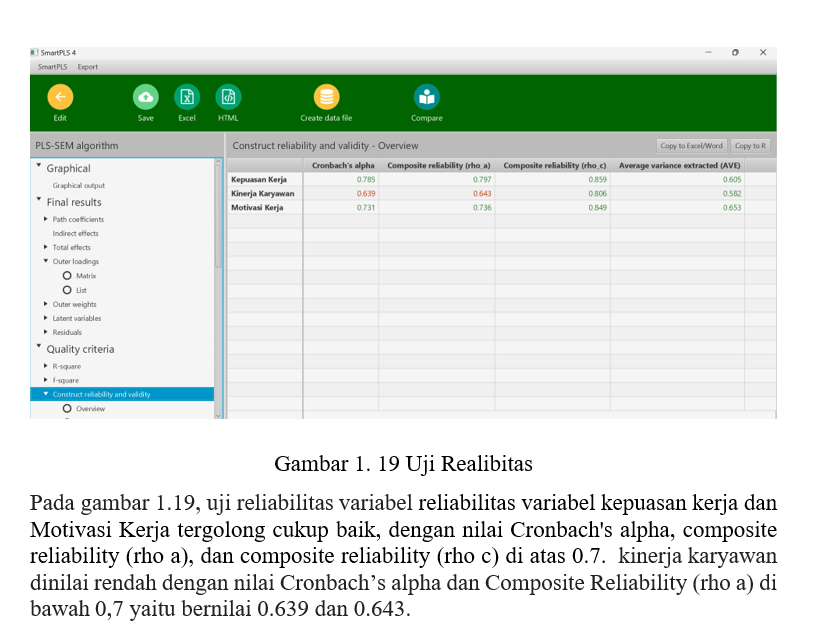 SmartPLS 4
SmartPLS Export
Edit Save Excel HTML Create data file Compare
PLS-SEM algorithm
Construct reliability and validity - Overview Copy to Excel/Word Copy to R
Graphical
Graphical output
Final results
Path coefficients
Indirect effects
Total effects
Outer loadings
Matrix
List
Outer weights
Latent variables
Residuals
Quality criteria
R-square
f-square
Construct reliability and validity
Overview
Cronbach's alpha Composite reliability (rho_a) Composite reliability (rho_c) Average variance extracted (AVE)
Kepuasan Kerja 0.785 0.797 0.859 0.605
Kinerja Karyawan 0.639 0.643 0.806 0.582
Motivasi Kerja 0.731 0.736 0.849 0.653
Gambar 1. 19 Uji Realibitas
Pada gambar 1.19, uji reliabilitas variabel reliabilitas variabel kepuasan kerja dan
Motivasi Kerja tergolong cukup baik, dengan nilai Cronbach's alpha, composite
reliability (rho a), dan composite reliability (rho c) di atas 0.7.  kinerja karyawan
dinilai rendah dengan nilai Cronbach’s alpha dan Composite Reliability (rho a) di
bawah 0,7 yaitu bernilai 0.639 dan 0.643.